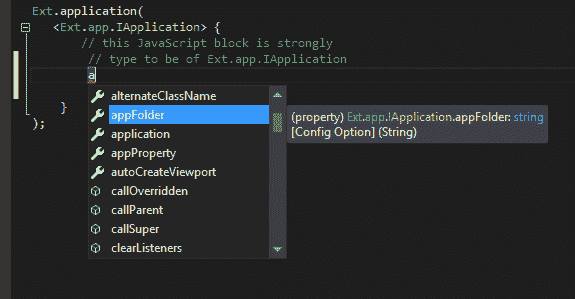 Ext.application(
<Ext.app.IApplication> {
// this JavaScript block is strongly
// type to be of Ext.app.IApplication
a
}
);
alternateClassName
appFolder
application
appProperty
autoCreateViewport
callOverridden
callParent
callSuper
clearListeners
(property) Ext.app.IApplication.appFolder: string
[Config Option] (String)